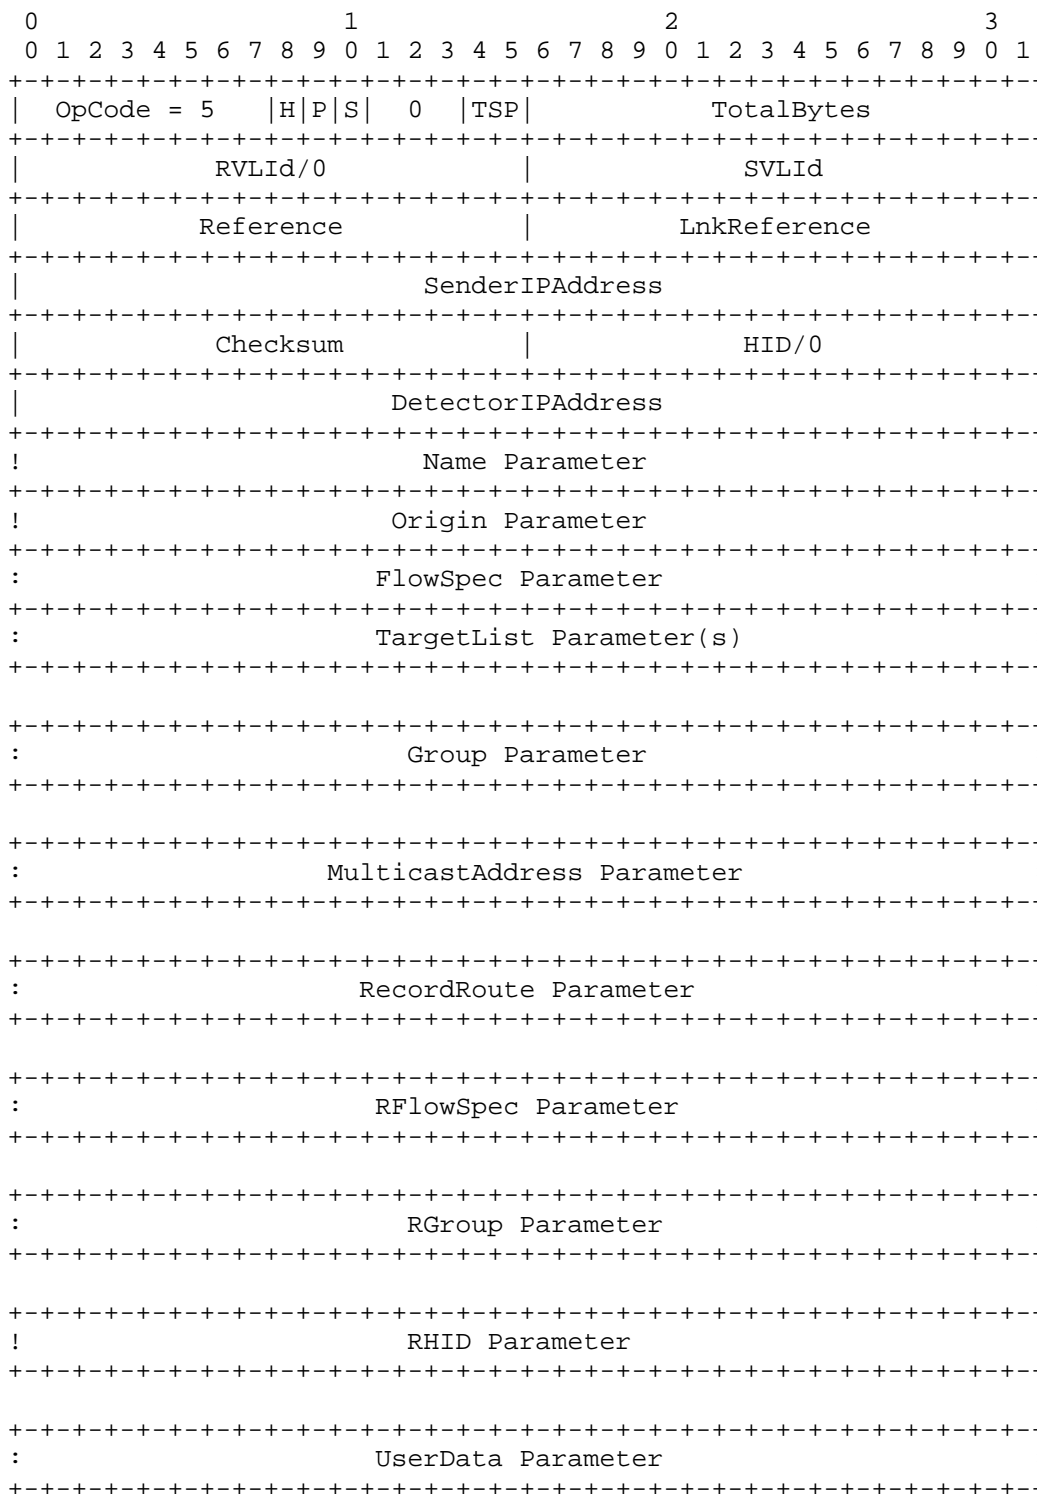 0                   1                   2                   3
 0 1 2 3 4 5 6 7 8 9 0 1 2 3 4 5 6 7 8 9 0 1 2 3 4 5 6 7 8 9 0 1
+-+-+-+-+-+-+-+-+-+-+-+-+-+-+-+-+-+-+-+-+-+-+-+-+-+-+-+-+-+-+-+-+-
|  OpCode = 5   |H|P|S|  0  |TSP|           TotalBytes
+-+-+-+-+-+-+-+-+-+-+-+-+-+-+-+-+-+-+-+-+-+-+-+-+-+-+-+-+-+-+-+-+-
|            RVLId/0            |             SVLId
+-+-+-+-+-+-+-+-+-+-+-+-+-+-+-+-+-+-+-+-+-+-+-+-+-+-+-+-+-+-+-+-+-
|           Reference           |         LnkReference
+-+-+-+-+-+-+-+-+-+-+-+-+-+-+-+-+-+-+-+-+-+-+-+-+-+-+-+-+-+-+-+-+-
|                         SenderIPAddress
+-+-+-+-+-+-+-+-+-+-+-+-+-+-+-+-+-+-+-+-+-+-+-+-+-+-+-+-+-+-+-+-+-
|            Checksum           |             HID/0
+-+-+-+-+-+-+-+-+-+-+-+-+-+-+-+-+-+-+-+-+-+-+-+-+-+-+-+-+-+-+-+-+-
|                       DetectorIPAddress
+-+-+-+-+-+-+-+-+-+-+-+-+-+-+-+-+-+-+-+-+-+-+-+-+-+-+-+-+-+-+-+-+-
!                         Name Parameter
+-+-+-+-+-+-+-+-+-+-+-+-+-+-+-+-+-+-+-+-+-+-+-+-+-+-+-+-+-+-+-+-+-
!                       Origin Parameter
+-+-+-+-+-+-+-+-+-+-+-+-+-+-+-+-+-+-+-+-+-+-+-+-+-+-+-+-+-+-+-+-+-
:                      FlowSpec Parameter
+-+-+-+-+-+-+-+-+-+-+-+-+-+-+-+-+-+-+-+-+-+-+-+-+-+-+-+-+-+-+-+-+-
:                      TargetList Parameter(s)
+-+-+-+-+-+-+-+-+-+-+-+-+-+-+-+-+-+-+-+-+-+-+-+-+-+-+-+-+-+-+-+-+-
+-+-+-+-+-+-+-+-+-+-+-+-+-+-+-+-+-+-+-+-+-+-+-+-+-+-+-+-+-+-+-+-+-
:                        Group Parameter
+-+-+-+-+-+-+-+-+-+-+-+-+-+-+-+-+-+-+-+-+-+-+-+-+-+-+-+-+-+-+-+-+-
+-+-+-+-+-+-+-+-+-+-+-+-+-+-+-+-+-+-+-+-+-+-+-+-+-+-+-+-+-+-+-+-+-
:                   MulticastAddress Parameter
+-+-+-+-+-+-+-+-+-+-+-+-+-+-+-+-+-+-+-+-+-+-+-+-+-+-+-+-+-+-+-+-+-
+-+-+-+-+-+-+-+-+-+-+-+-+-+-+-+-+-+-+-+-+-+-+-+-+-+-+-+-+-+-+-+-+-
:                     RecordRoute Parameter
+-+-+-+-+-+-+-+-+-+-+-+-+-+-+-+-+-+-+-+-+-+-+-+-+-+-+-+-+-+-+-+-+-
+-+-+-+-+-+-+-+-+-+-+-+-+-+-+-+-+-+-+-+-+-+-+-+-+-+-+-+-+-+-+-+-+-
:                      RFlowSpec Parameter
+-+-+-+-+-+-+-+-+-+-+-+-+-+-+-+-+-+-+-+-+-+-+-+-+-+-+-+-+-+-+-+-+-
+-+-+-+-+-+-+-+-+-+-+-+-+-+-+-+-+-+-+-+-+-+-+-+-+-+-+-+-+-+-+-+-+-
:                        RGroup Parameter
+-+-+-+-+-+-+-+-+-+-+-+-+-+-+-+-+-+-+-+-+-+-+-+-+-+-+-+-+-+-+-+-+-
+-+-+-+-+-+-+-+-+-+-+-+-+-+-+-+-+-+-+-+-+-+-+-+-+-+-+-+-+-+-+-+-+-
!                        RHID Parameter
+-+-+-+-+-+-+-+-+-+-+-+-+-+-+-+-+-+-+-+-+-+-+-+-+-+-+-+-+-+-+-+-+-
+-+-+-+-+-+-+-+-+-+-+-+-+-+-+-+-+-+-+-+-+-+-+-+-+-+-+-+-+-+-+-+-+-
:                      UserData Parameter
+-+-+-+-+-+-+-+-+-+-+-+-+-+-+-+-+-+-+-+-+-+-+-+-+-+-+-+-+-+-+-+-+-